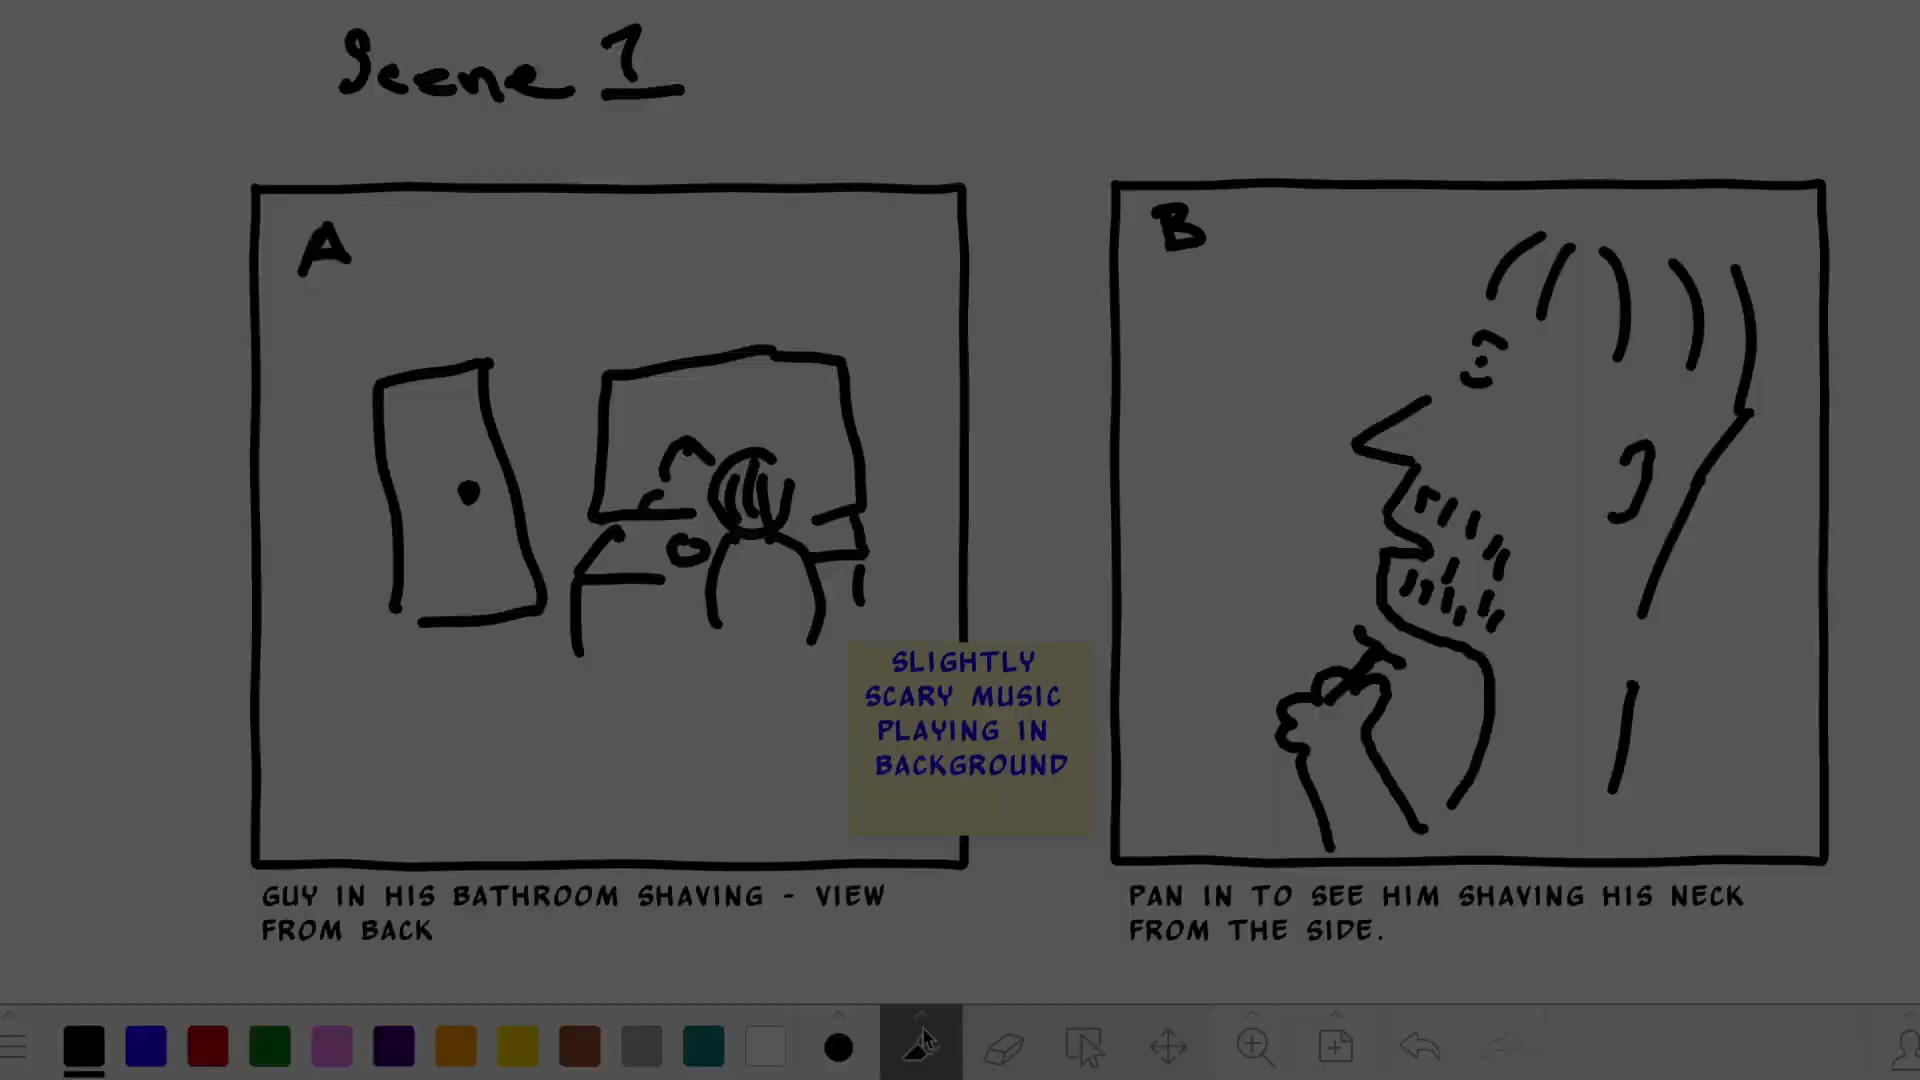 Scene 1
A
SLIGHTLY
SCARY MUSIC
PLAYING IN
BACKGROUND
GUY IN HIS BATHROOM SHAVING - VIEW
FROM BACK
B
PAN IN TO SEE HIM SHAVING HIS NECK
FROM THE SIDE.